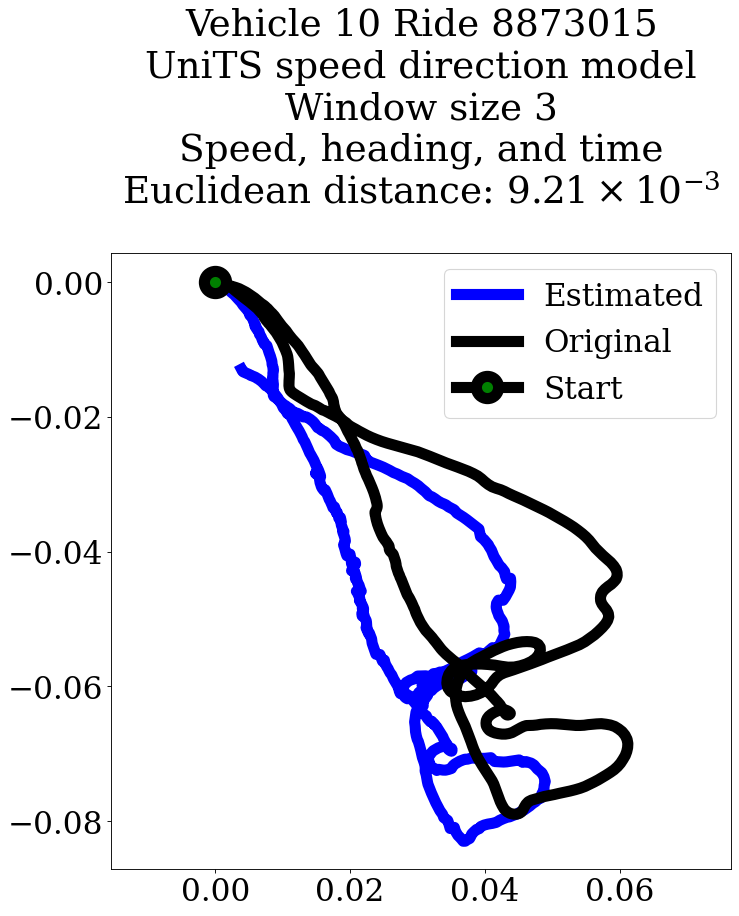 Vehicle 10 Ride 8873015
UniTS speed direction model
Window size 3
Speed, heading, and time
Euclidean distance: 9.21 × 10⁻³
Estimated
Original
Start
0.00
−0.02
−0.04
−0.06
−0.08
0.00 0.02 0.04 0.06